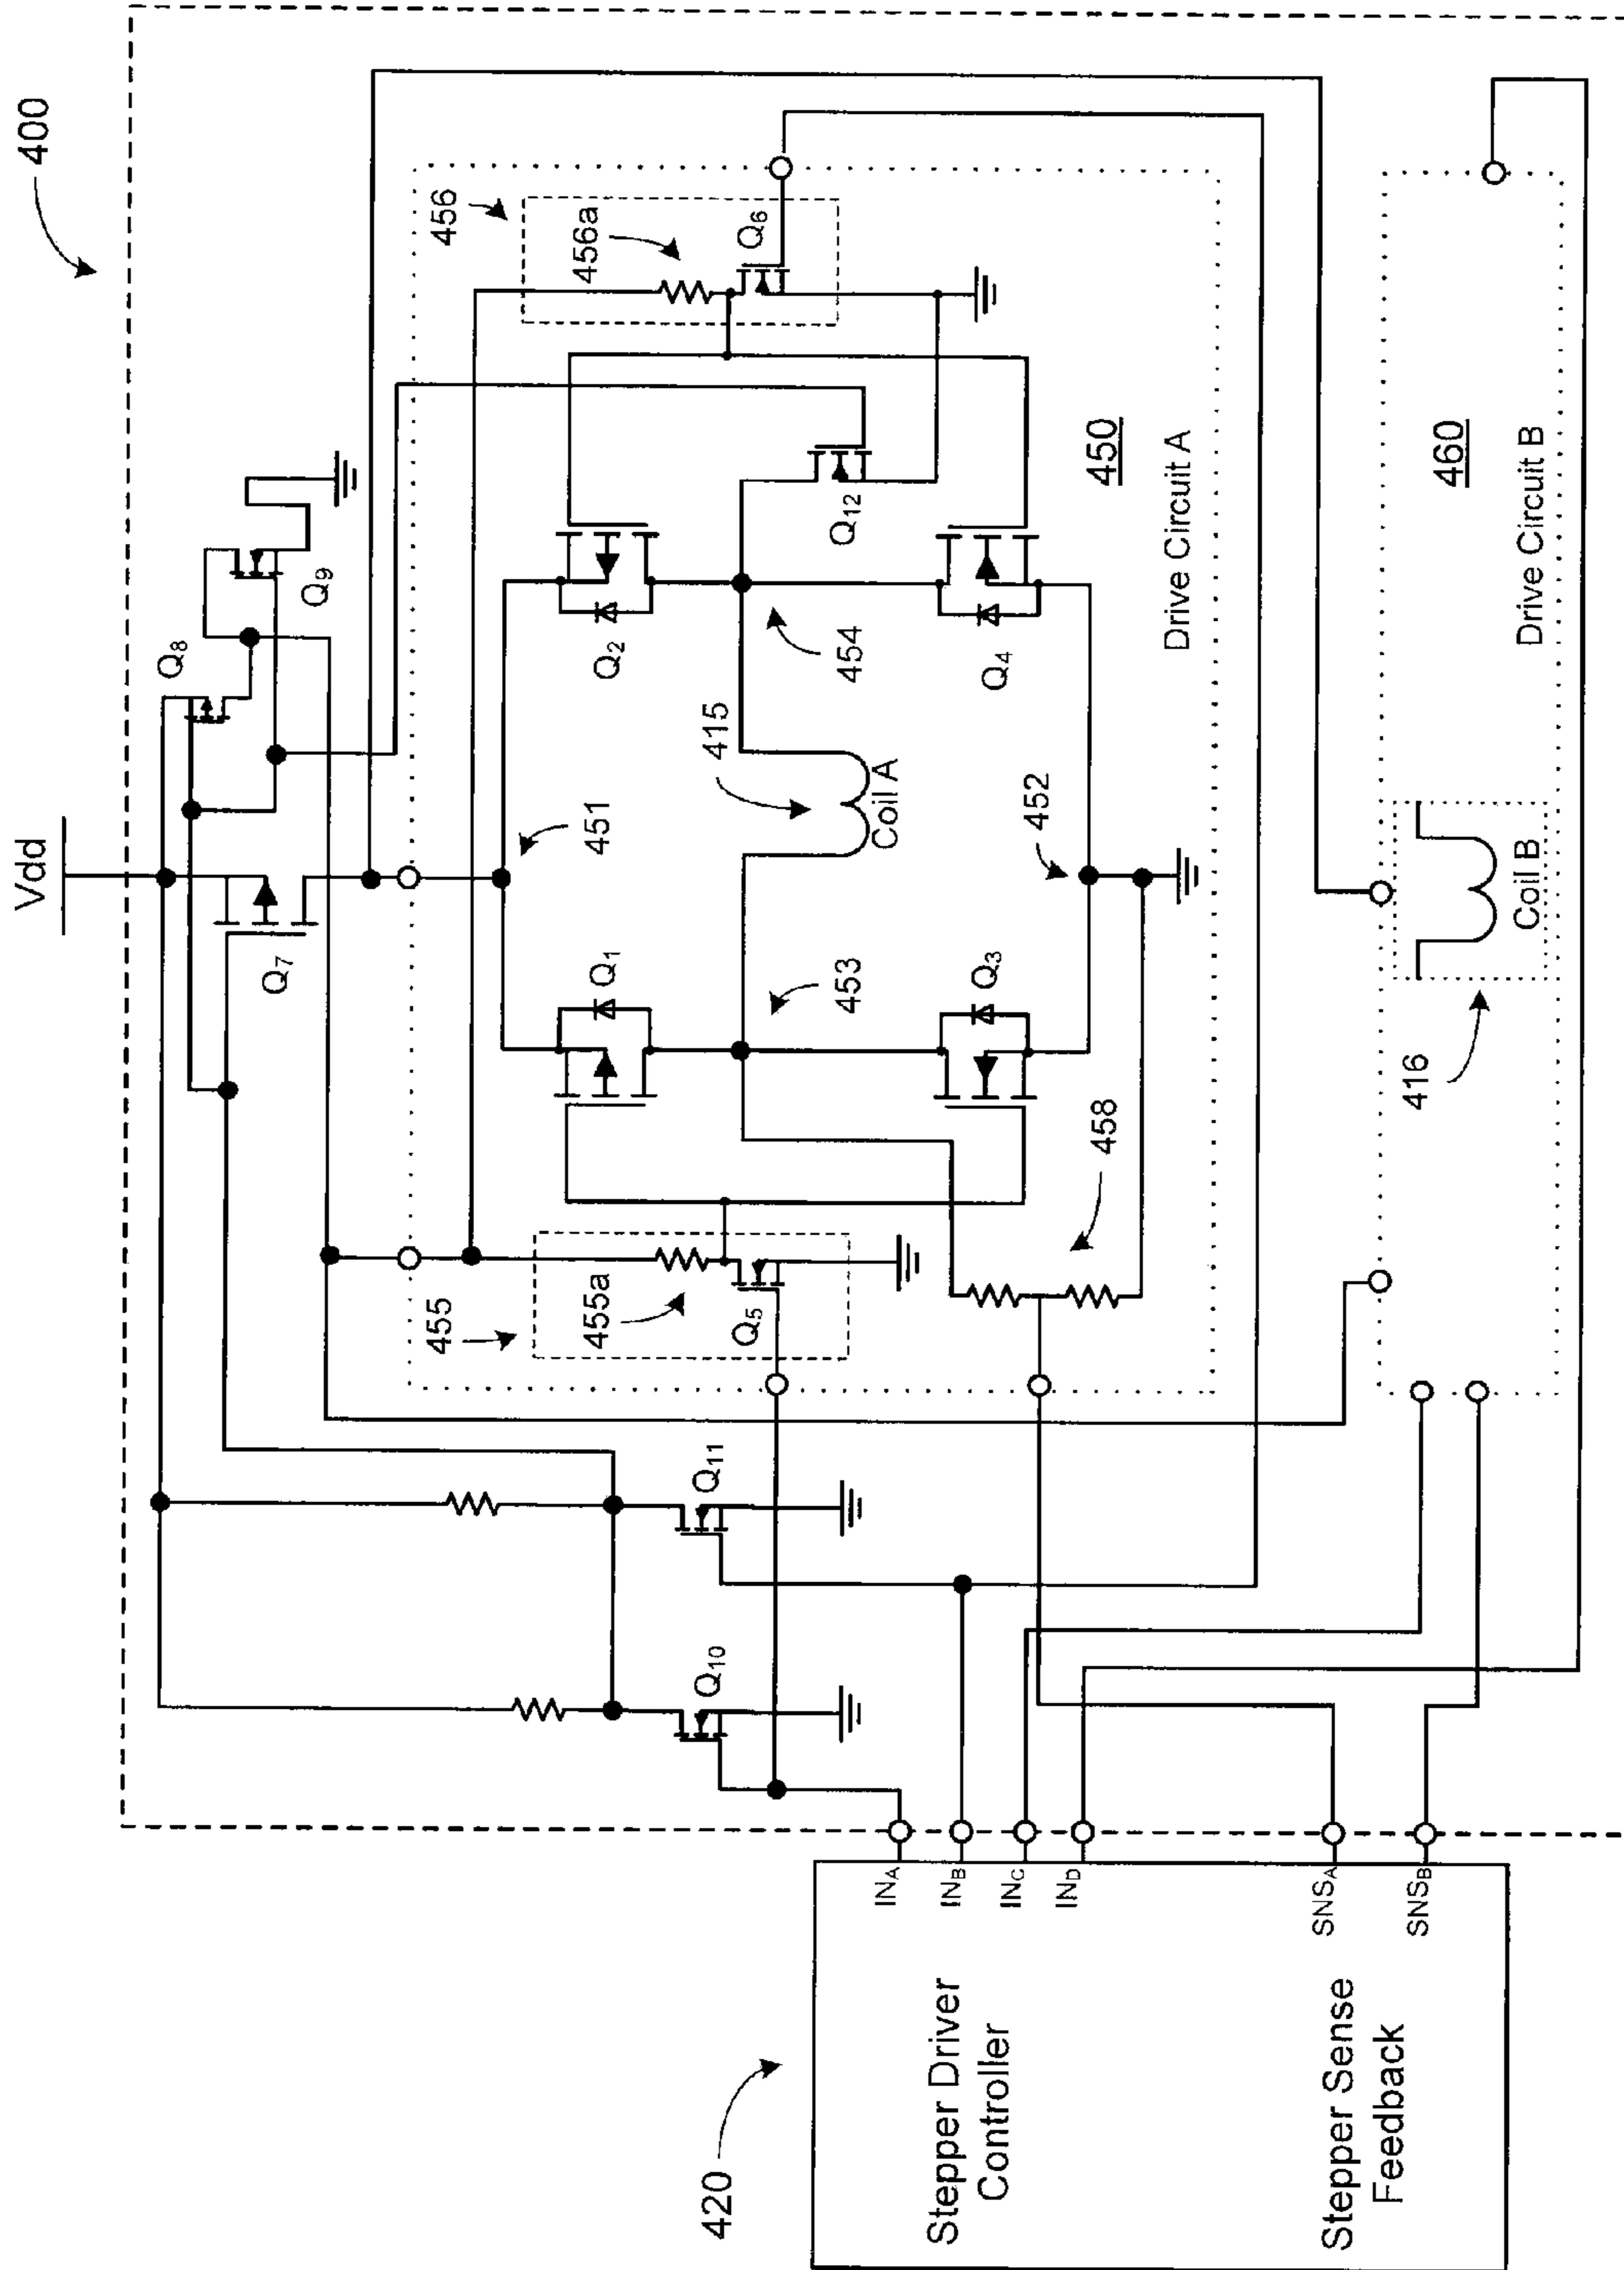 400
Vdd
Q8
Q9
Q7
456
456a
Q6
455
455a
Q5
451
Q1
Q2
Q12
453
415
Coil A
454
Q3
452
Q4
458
450
Drive Circuit A
Q10
Q11
416
Coil B
460
Drive Circuit B
420
Stepper Driver
Controller
Stepper Sense
Feedback
INA
INB
INC
IND
SNSA
SNSB